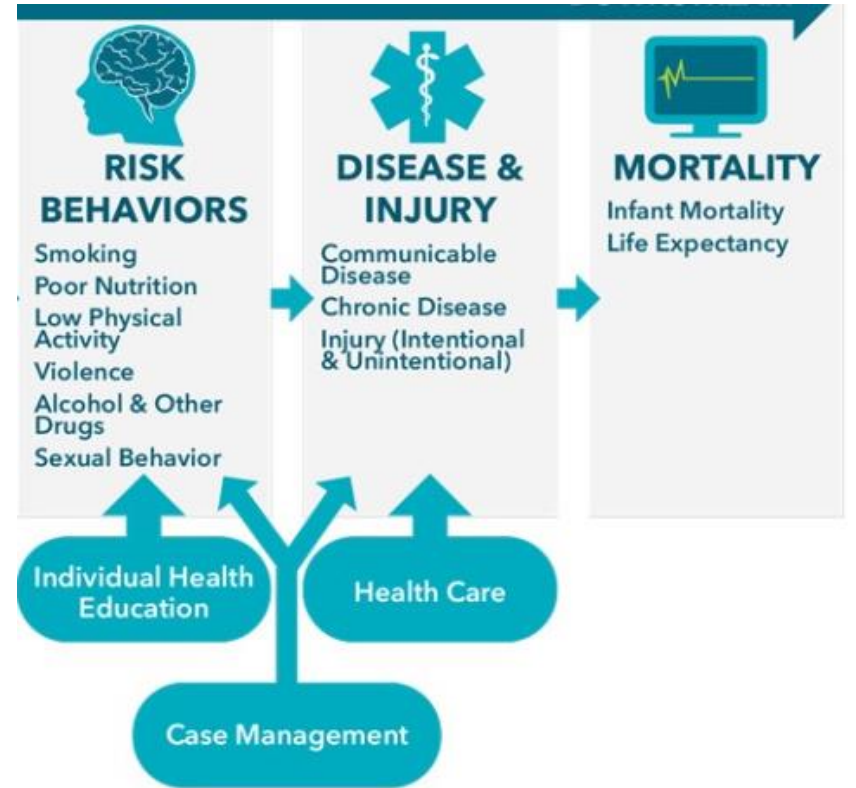 RISK
BEHAVIORS
Smoking
Poor Nutrition
Low Physical
Activity
Violence
Alcohol & Other
Drugs
Sexual Behavior
DISEASE &
INJURY
Communicable
Disease
Chronic Disease
Injury (Intentional
& Unintentional)
MORTALITY
Infant Mortality
Life Expectancy
Individual Health
Education
Health Care
Case Management